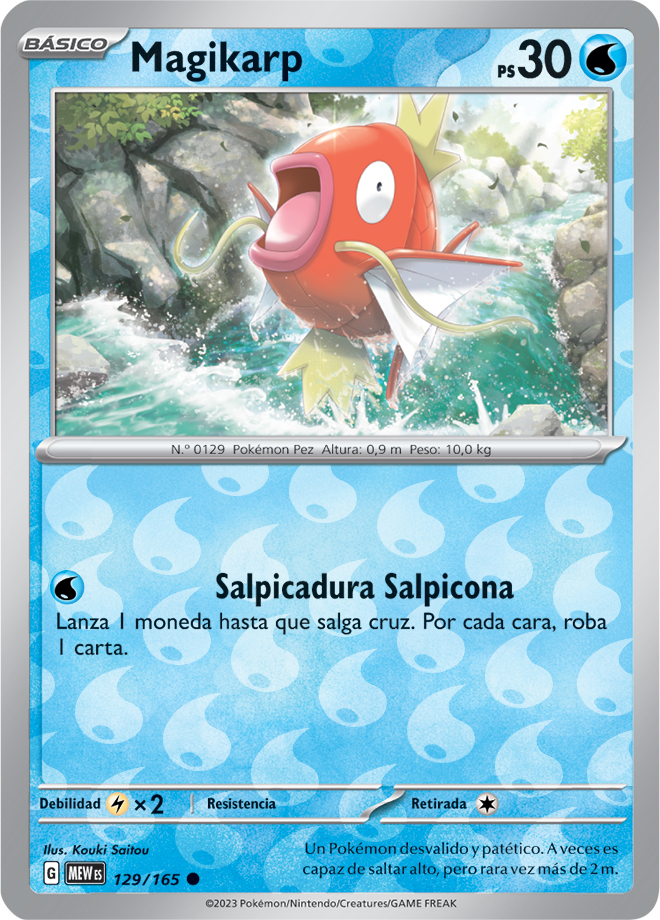 BÁSICO
Magikarp
PS 30
N.º 0129 Pokémon Pez Altura: 0,9 m Peso: 10,0 kg
Salpicadura Salpicona
Lanza 1 moneda hasta que salga cruz. Por cada cara, roba
1 carta.
Debilidad ×2 Resistencia Retirada
Ilus. Kouki Saitou
Un Pokémon desvalido y patético. A veces es
capaz de saltar alto, pero rara vez más de 2 m.
G MEW ES 129/165
©2023 Pokémon/Nintendo/Creatures/GAME FREAK